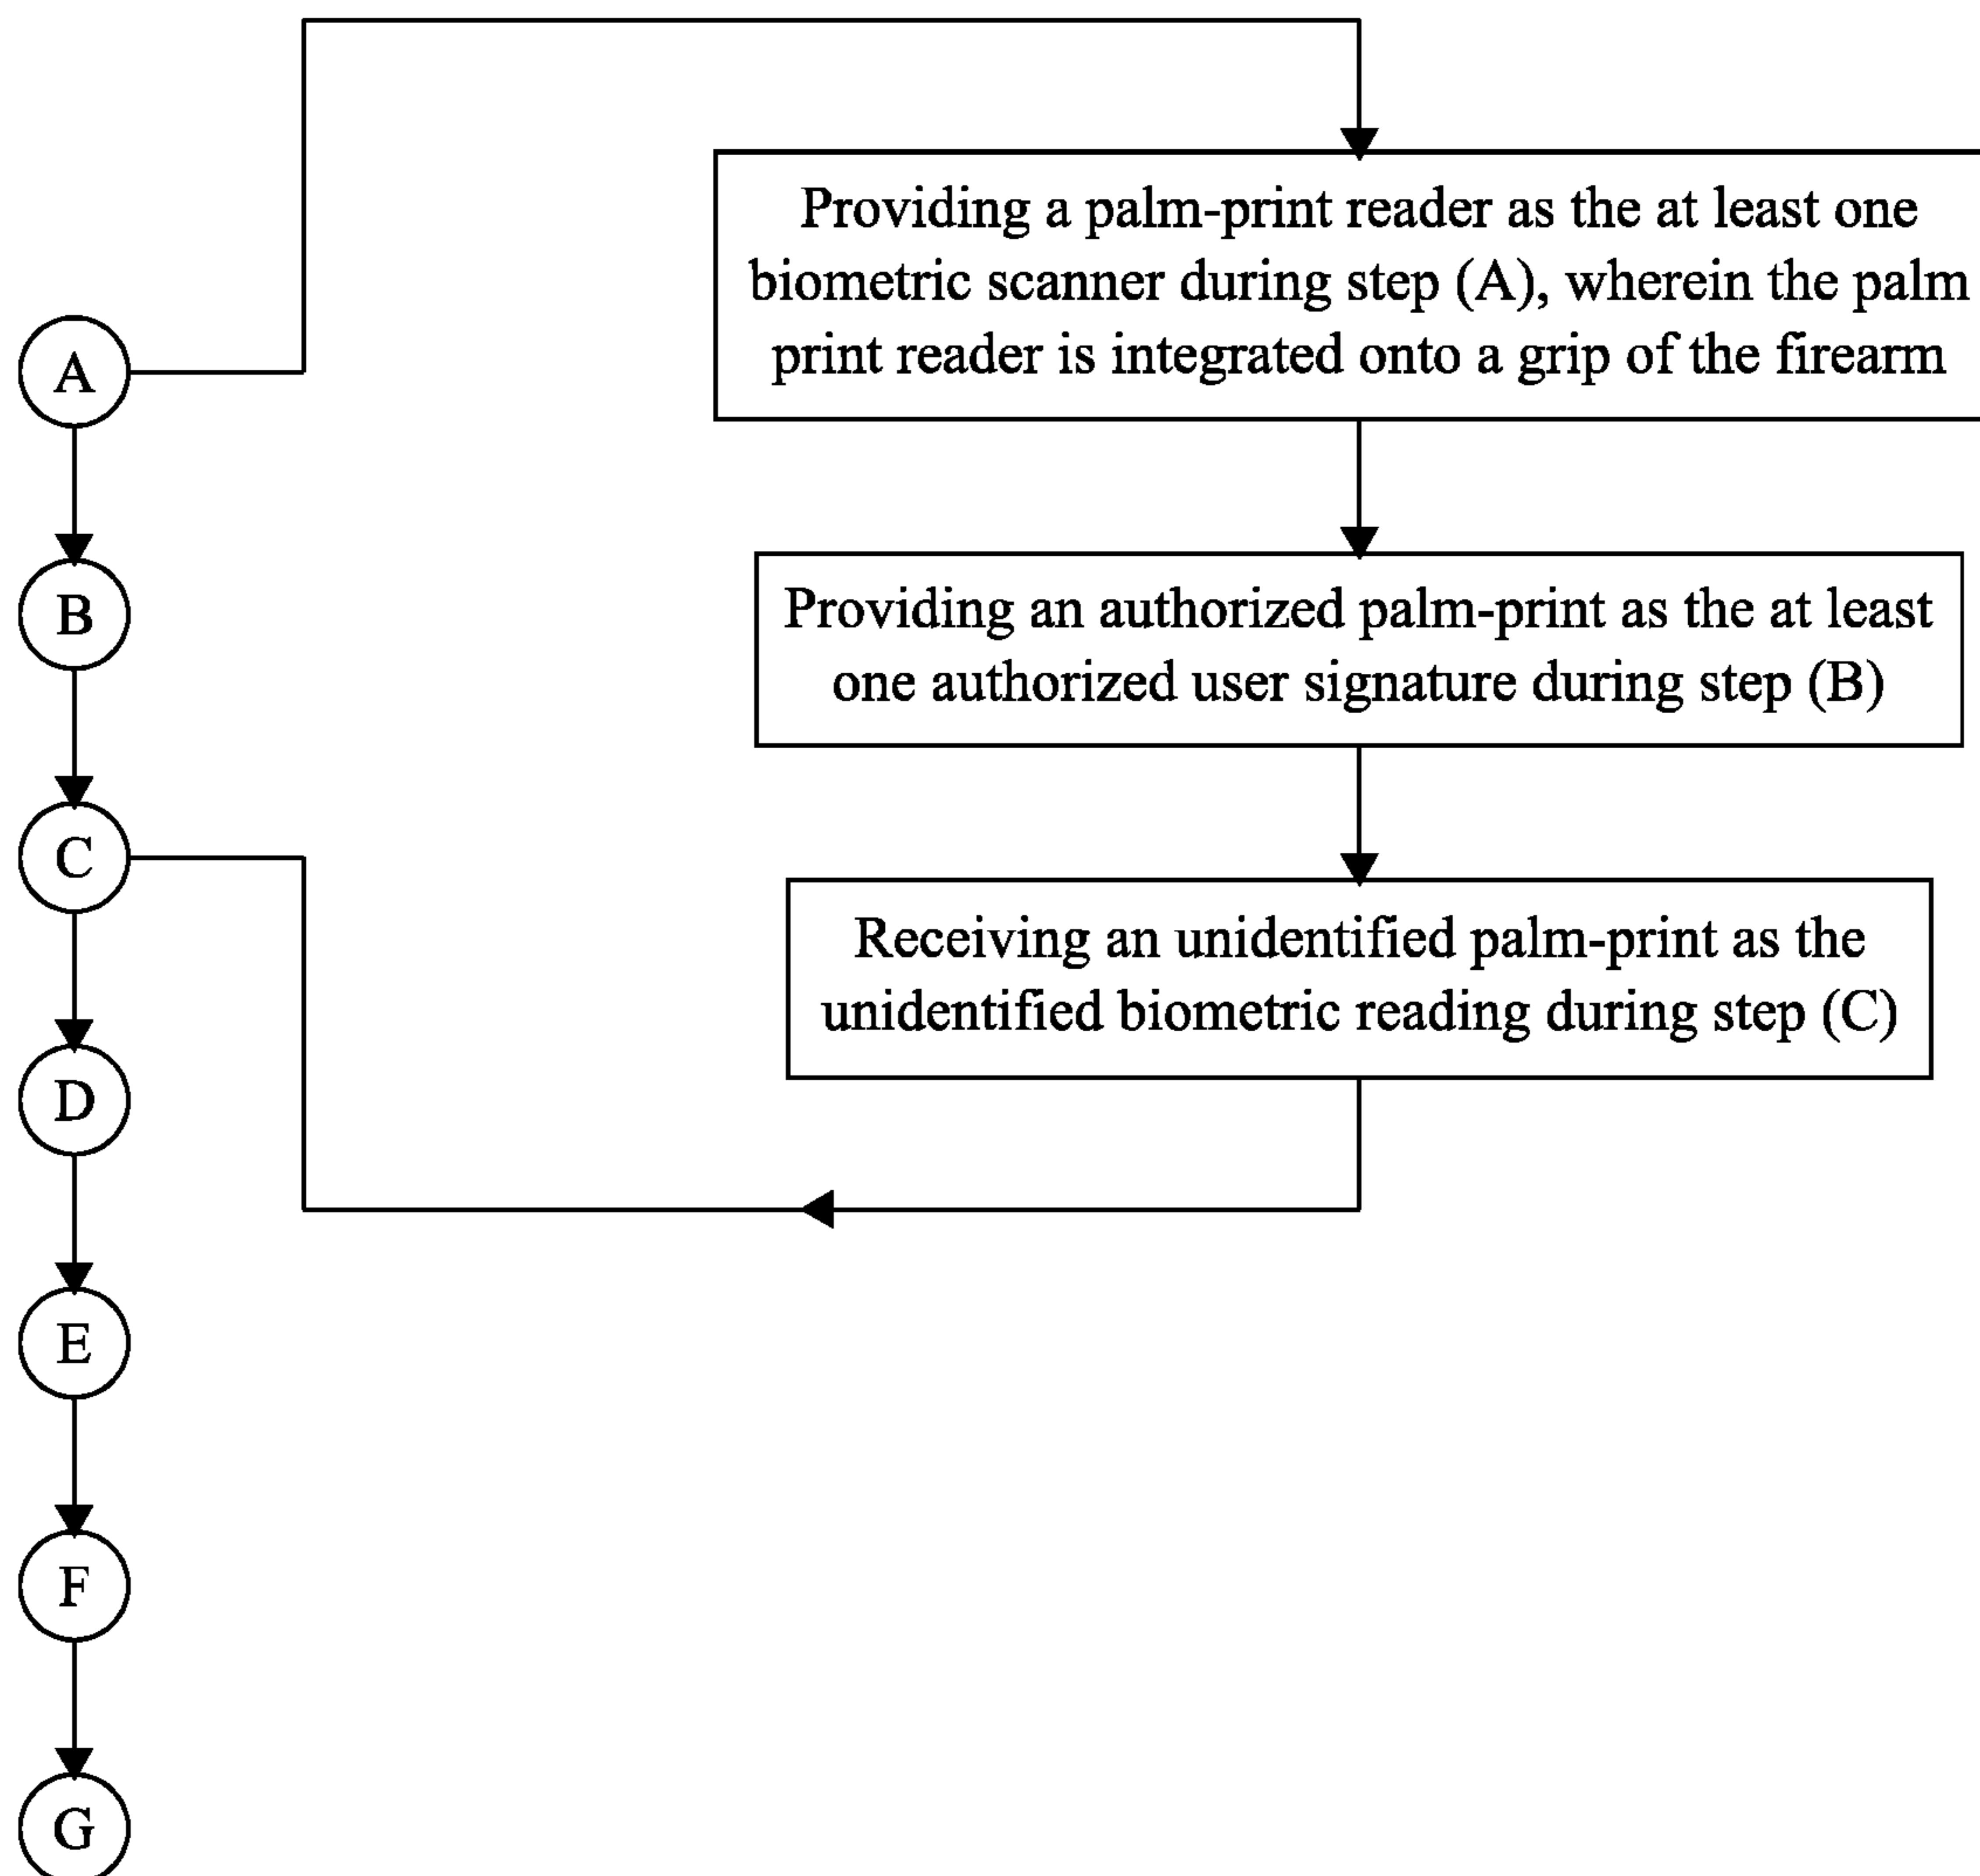 A
B
C
D
E
F
G
Providing a palm-print reader as the at least one
biometric scanner during step (A), wherein the palm
print reader is integrated onto a grip of the firearm
Providing an authorized palm-print as the at least
one authorized user signature during step (B)
Receiving an unidentified palm-print as the
unidentified biometric reading during step (C)